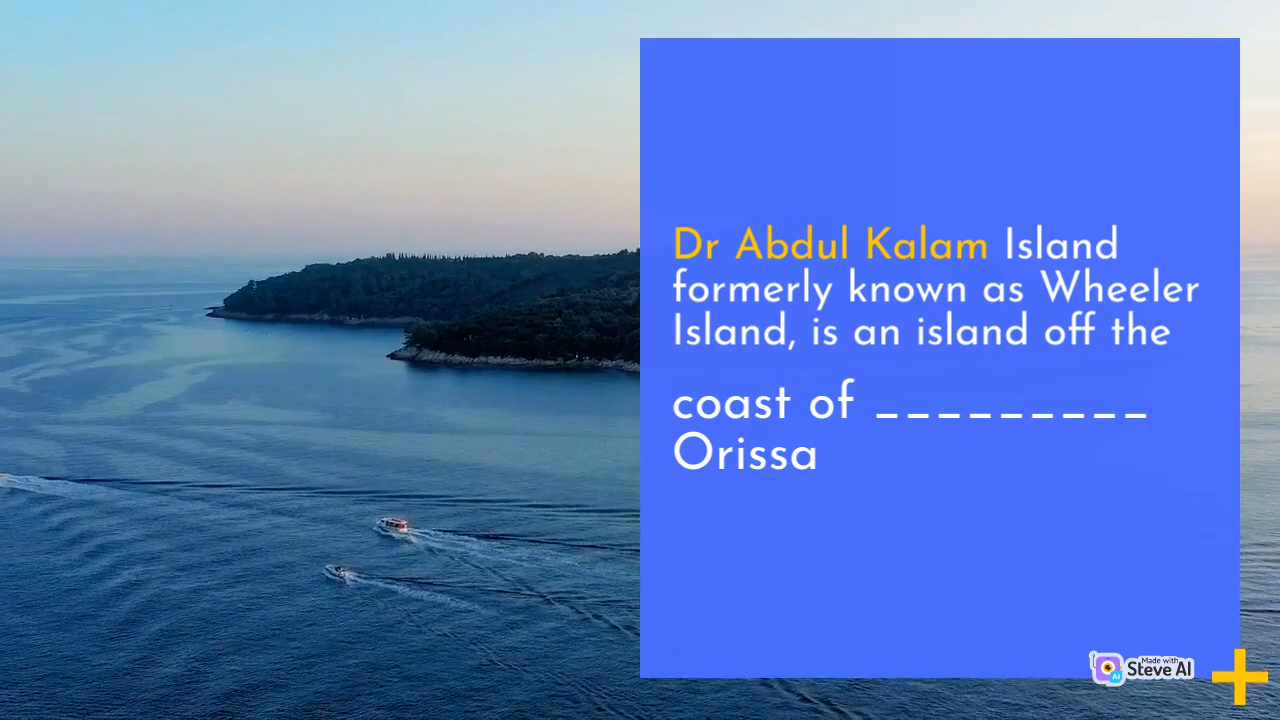 Dr Abdul Kalam Island
formerly known as Wheeler
Island, is an island off the
coast of _________
Orissa
Made with
Steve AI
AI